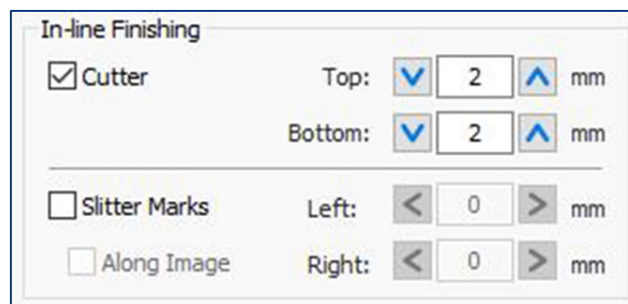 In-line Finishing
Cutter Top: 2 mm
Bottom: 2 mm
Slitter Marks Left: 0 mm
Along Image Right: 0 mm